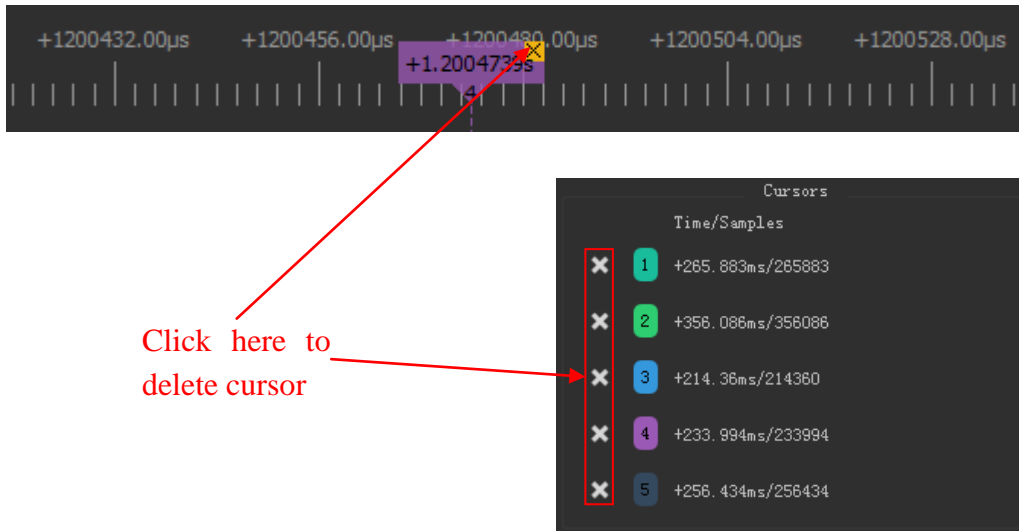 +1200432.00µs +1200456.00µs +1200480.00µs +1200504.00µs +1200528.00µs
+1.2004739s
4
Cursors
Time/Samples
1 +265.883ms/265883
2 +356.086ms/356086
3 +214.36ms/214360
4 +233.994ms/233994
5 +256.434ms/256434
Click here to
delete cursor